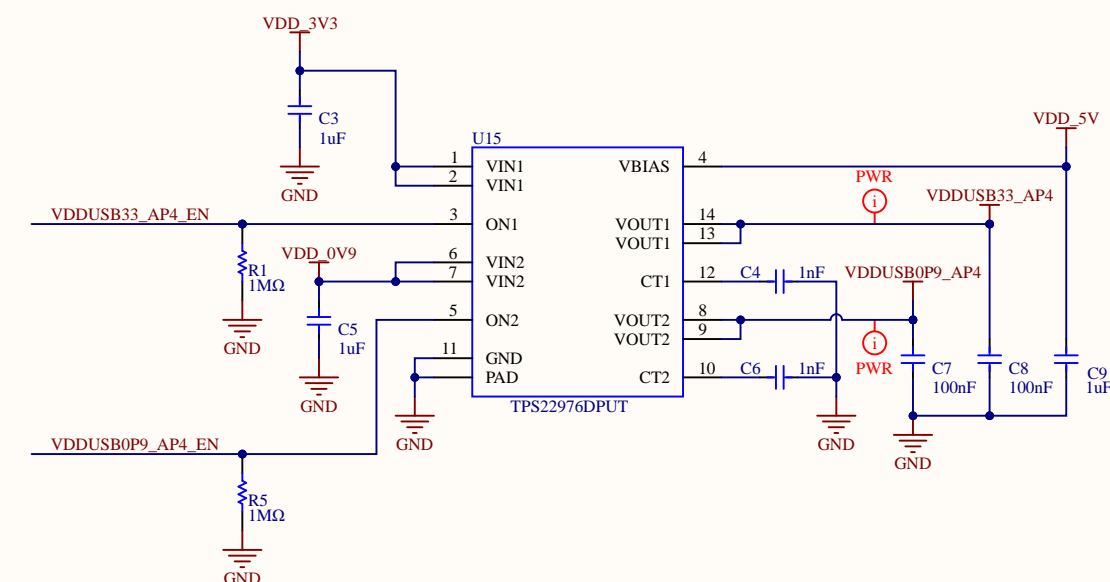 VDD_3V3
C3
1uF
GND
VDDUSB33_AP4_EN
R1
1MΩ
GND
VDD_0V9
C5
1uF
GND
VDDUSB0P9_AP4_EN
R5
1MΩ
GND
U15
1 VIN1
2 VIN1
3 ON1
6 VIN2
7 VIN2
5 ON2
11 GND
PAD
GND
VBIAS 4
VOUT1 14
VOUT1 13
CT1 12
VOUT2 8
VOUT2 9
CT2 10
TPS22976DPUT
C4 1nF
C6 1nF
GND
PWR
i
VDDUSB33_AP4
VDDUSB0P9_AP4
i
PWR
VDD_5V
C7
100nF
C8
100nF
C9
1uF
GND